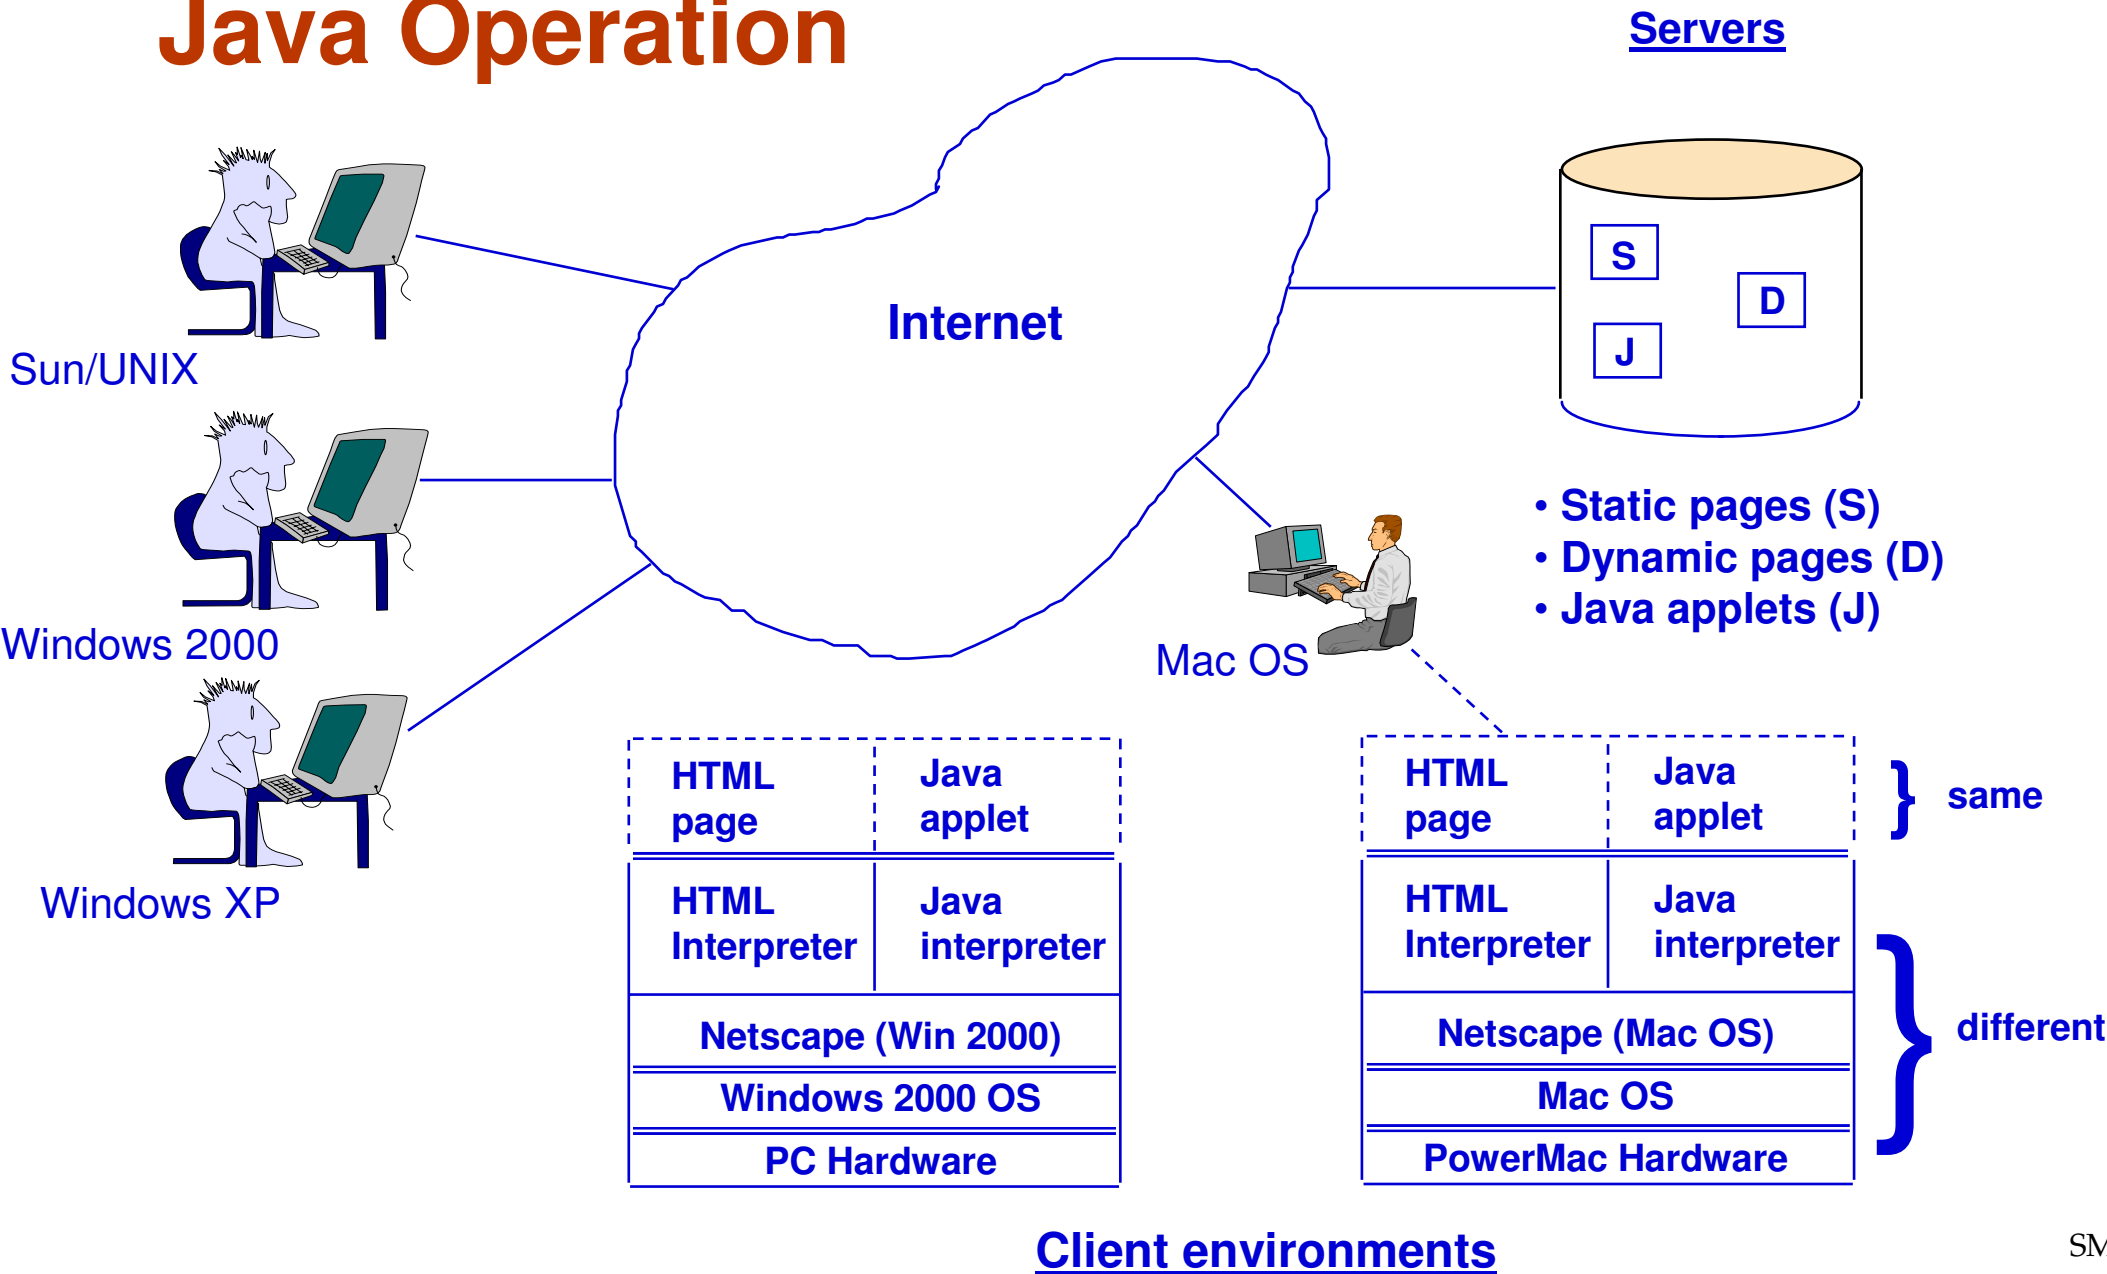 Java Operation
Servers
S
D
J
Internet
Sun/UNIX
Windows 2000
Windows XP
Mac OS
• Static pages (S)
• Dynamic pages (D)
• Java applets (J)
HTML
page
Java
applet
HTML
Interpreter
Java
interpreter
Netscape (Win 2000)
Windows 2000 OS
PC Hardware
HTML
page
Java
applet
} same
HTML
Interpreter
Java
interpreter
Netscape (Mac OS)
Mac OS
PowerMac Hardware
} different
Client environments